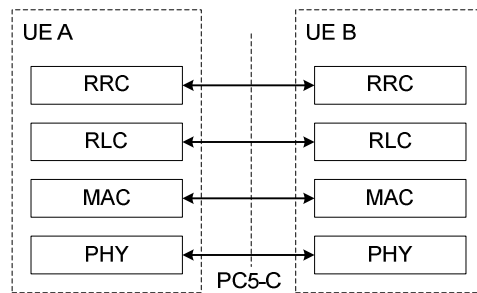 UE A UE B
RRC RRC
RLC RLC
MAC MAC
PHY PHY
PC5-C